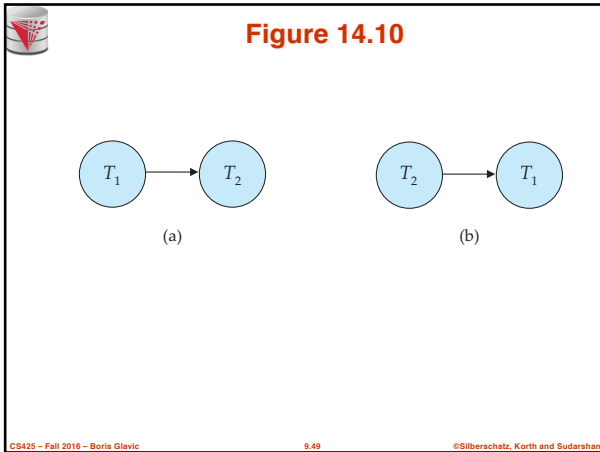 Figure 14.10
T1 T2 T2 T1
(a) (b)
CS425 – Fall 2016 – Boris Glavic 9.49 ©Silberschatz, Korth and Sudarshan